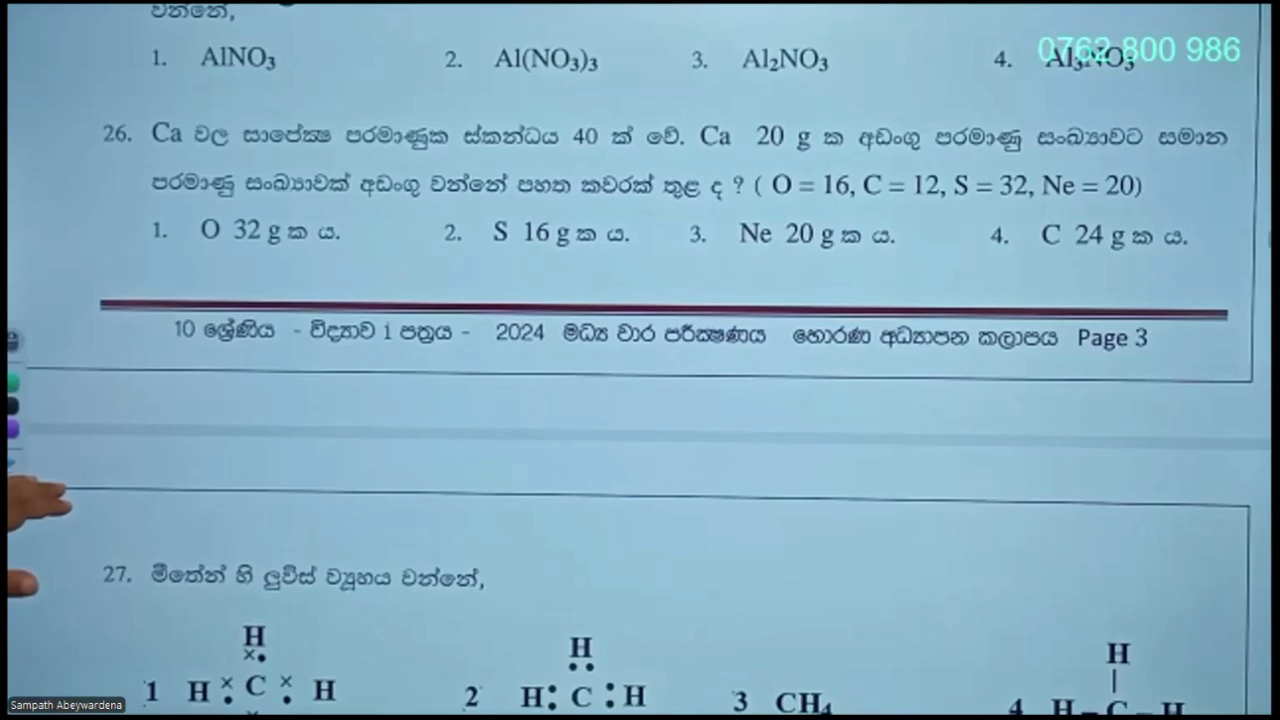 වන්නේ,
0762 800 986
1. AlNO₃ 2. Al(NO₃)₃ 3. Al₂NO₃ 4. Al₃NO₃
26. Ca වල සාපේක්ෂ පරමාණුක ස්කන්ධය 40 ක් වේ. Ca 20 g ක අඩංගු පරමාණු සංඛ්‍යාවට සමාන
පරමාණු සංඛ්‍යාවක් අඩංගු වන්නේ පහත කවරක් තුළ ද ? ( O = 16, C = 12, S = 32, Ne = 20)
1. O 32 g ක ය. 2. S 16 g ක ය. 3. Ne 20 g ක ය. 4. C 24 g ක ය.
10 ශ්‍රේණිය - විද්‍යාව 1 පත්‍රය - 2024 මධ්‍ය වාර පරීක්ෂණය හොරණ අධ්‍යාපන කලාපය Page 3
27. මීතේන් හි ලුවිස් ව්‍යුහය වන්නේ,
H H H
1 H C H 2 H : C : H 3 CH₄ 4 H – C – H
Sampath Abeywardena